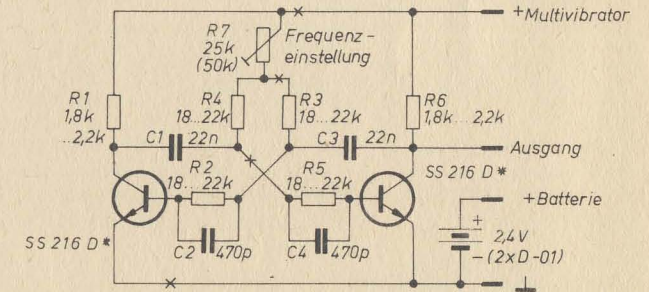 +Multivibrator
R7
25k
(50k)
Frequenz-
einstellung
R1
1,8k
...2,2k
R4
18...22k
R3
18...22k
R6
1,8k...2,2k
C1
22n
C3
22n
Ausgang
R2
18...22k
R5
18...22k
SS 216 D*
+Batterie
SS 216 D*
C2
470p
C4
470p
+
2,4V
- (2xD-01)